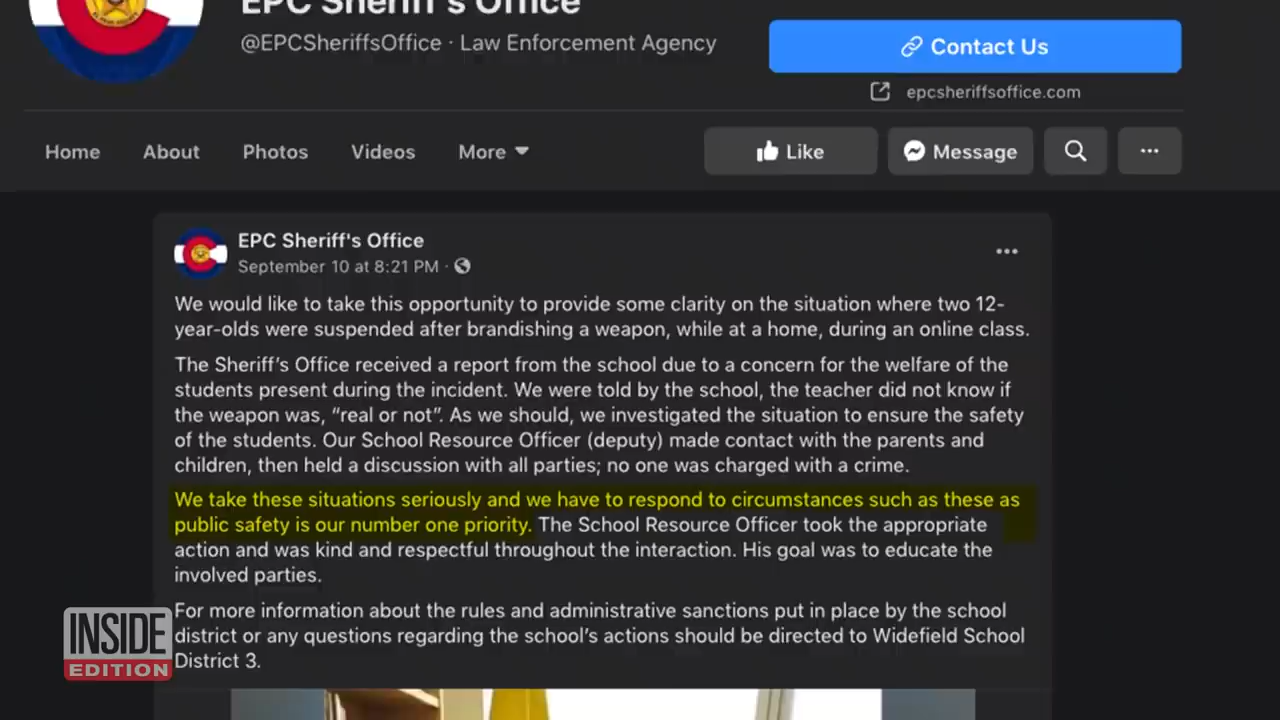 EPC Sheriff's Office
@EPCSheriffsOffice · Law Enforcement Agency
Contact Us
epcsheriffsoffice.com
Home
About
Photos
Videos
More
Like
Message
EPC Sheriff's Office
September 10 at 8:21 PM ·
We would like to take this opportunity to provide some clarity on the situation where two 12-
year-olds were suspended after brandishing a weapon, while at a home, during an online class.
The Sheriff's Office received a report from the school due to a concern for the welfare of the
students present during the incident. We were told by the school, the teacher did not know if
the weapon was, “real or not”. As we should, we investigated the situation to ensure the safety
of the students. Our School Resource Officer (deputy) made contact with the parents and
children, then held a discussion with all parties; no one was charged with a crime.
We take these situations seriously and we have to respond to circumstances such as these as
public safety is our number one priority. The School Resource Officer took the appropriate
action and was kind and respectful throughout the interaction. His goal was to educate the
involved parties.
For more information about the rules and administrative sanctions put in place by the school
district or any questions regarding the school's actions should be directed to Widefield School
District 3.
INSIDE
EDITION